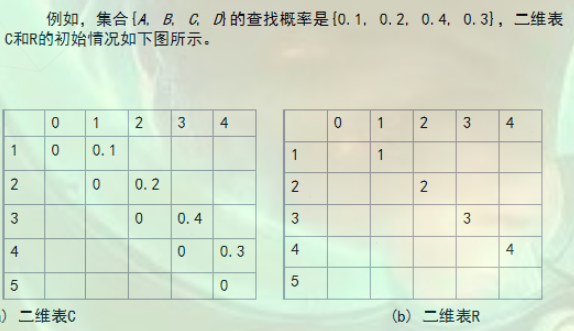 例如，集合{A, B, C, D}的查找概率是{0.1, 0.2, 0.4, 0.3}，二维表
C和R的初始情况如下图所示。
0 1 2 3 4 0 1 2 3 4
1 0 0.1 1 1
2 0 0.2 2 2
3 0 0.4 3 3
4 0 0.3 4 4
5 0 5
) 二维表C (b) 二维表R